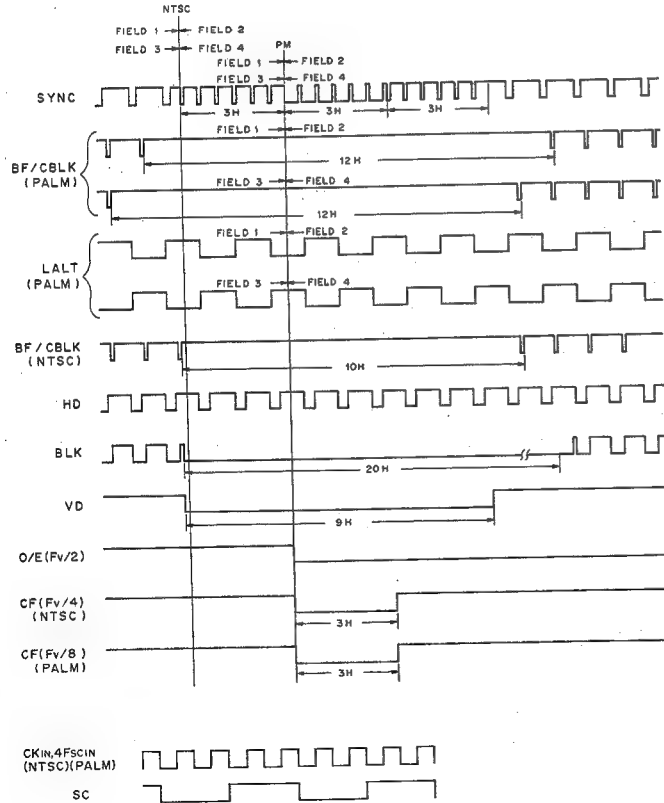 NTSC
FIELD 1 FIELD 2
FIELD 3 FIELD 4
PM
FIELD 1 FIELD 2
FIELD 3 FIELD 4
SYNC
3H 3H 3H
FIELD 1 FIELD 2
BF/CBLK
(PALM)
12H
FIELD 3 FIELD 4
12H
FIELD 1 FIELD 2
LALT
(PALM)
FIELD 3 FIELD 4
BF/CBLK
(NTSC)
10H
HD
BLK
20H
VD
9H
O/E(Fv/2)
CF(Fv/4)
(NTSC)
3H
CF(Fv/8)
(PALM)
3H
CKIN,4FSCIN
(NTSC)(PALM)
SC